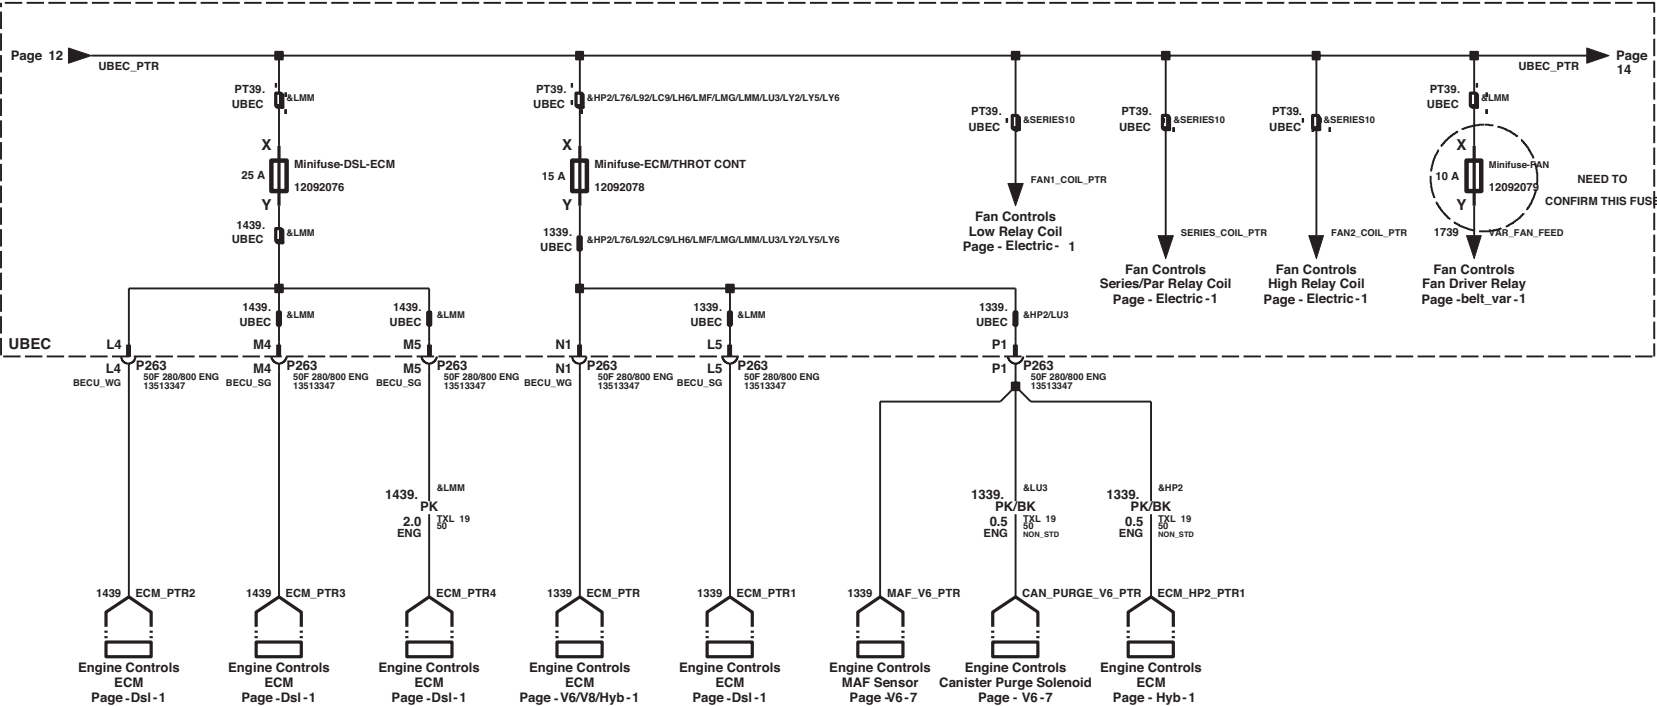 Page 12
UBEC_PTR
UBEC_PTR
Page
14
PT39.
UBEC
&LMM
X
25 A
Minifuse-DSL-ECM
12092076
Y
1439.
UBEC
&LMM
PT39.
UBEC
&HP2/L76/L92/LC9/LH6/LMF/LMG/LMM/LU3/LY2/LY5/LY6
X
15 A
Minifuse-ECM/THROT CONT
12092078
Y
1339.
UBEC
&HP2/L76/L92/LC9/LH6/LMF/LMG/LMM/LU3/LY2/LY5/LY6
PT39.
UBEC
&SERIES10
FAN1_COIL_PTR
Fan Controls
Low Relay Coil
Page - Electric- 1
PT39.
UBEC
&SERIES10
SERIES_COIL_PTR
Fan Controls
Series/Par Relay Coil
Page - Electric-1
PT39.
UBEC
&SERIES10
FAN2_COIL_PTR
Fan Controls
High Relay Coil
Page - Electric-1
PT39.
UBEC
&LMM
X
10 A
Minifuse-FAN
12092079
Y
NEED TO
CONFIRM THIS FUSE
1739
VAR_FAN_FEED
Fan Controls
Fan Driver Relay
Page -belt_var-1
1439.
UBEC
&LMM
1439.
UBEC
&LMM
1339.
UBEC
&LMM
1339.
UBEC
&HP2/LU3
UBEC
L4
M4
M5
N1
L5
P1
L4
BECU_WG
P263
50F 280/800 ENG
13513347
M4
BECU_SG
P263
50F 280/800 ENG
13513347
M5
BECU_SG
P263
50F 280/800 ENG
13513347
N1
BECU_WG
P263
50F 280/800 ENG
13513347
L5
BECU_SG
P263
50F 280/800 ENG
13513347
P1
P263
50F 280/800 ENG
13513347
1439.
&LMM
PK
2.0
TXL 19
50
ENG
1339.
&LU3
PK/BK
0.5
TXL 19
50
ENG
NON_STD
1339.
&HP2
PK/BK
0.5
TXL 19
50
ENG
NON_STD
1439
ECM_PTR2
Engine Controls
ECM
Page -Dsl-1
1439
ECM_PTR3
Engine Controls
ECM
Page -Dsl-1
ECM_PTR4
Engine Controls
ECM
Page -Dsl-1
1339
ECM_PTR
Engine Controls
ECM
Page - V6/V8/Hyb-1
1339
ECM_PTR1
Engine Controls
ECM
Page -Dsl-1
1339
MAF_V6_PTR
Engine Controls
MAF Sensor
Page -V6-7
CAN_PURGE_V6_PTR
Engine Controls
Canister Purge Solenoid
Page - V6-7
ECM_HP2_PTR1
Engine Controls
ECM
Page - Hyb-1